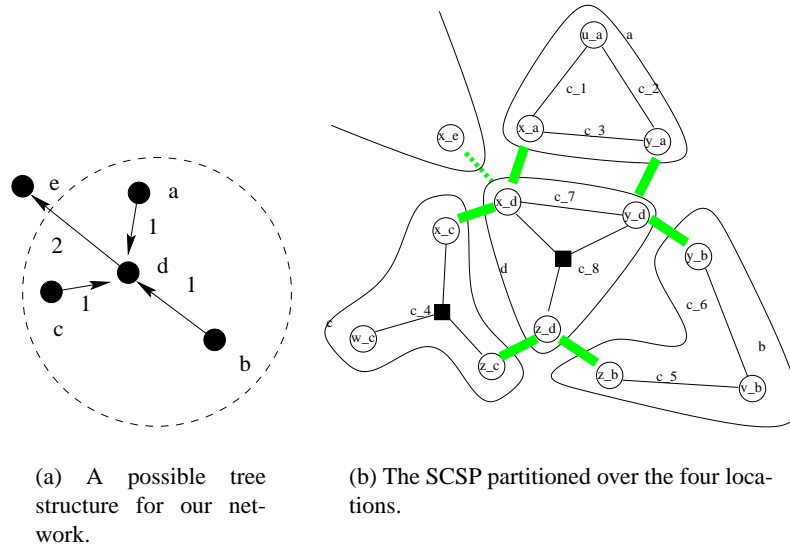 e
a
1
d
2
1
1
c
b
u_a
a
c_1
c_2
x_a
c_3
y_a
x_e
x_d
c_7
y_d
x_c
y_b
d
c_8
c_6
c
c_4
z_d
w_c
b
z_c
z_b
c_5
v_b
(a) A possible tree
structure for our net-
work.
(b) The SCSP partitioned over the four loca-
tions.